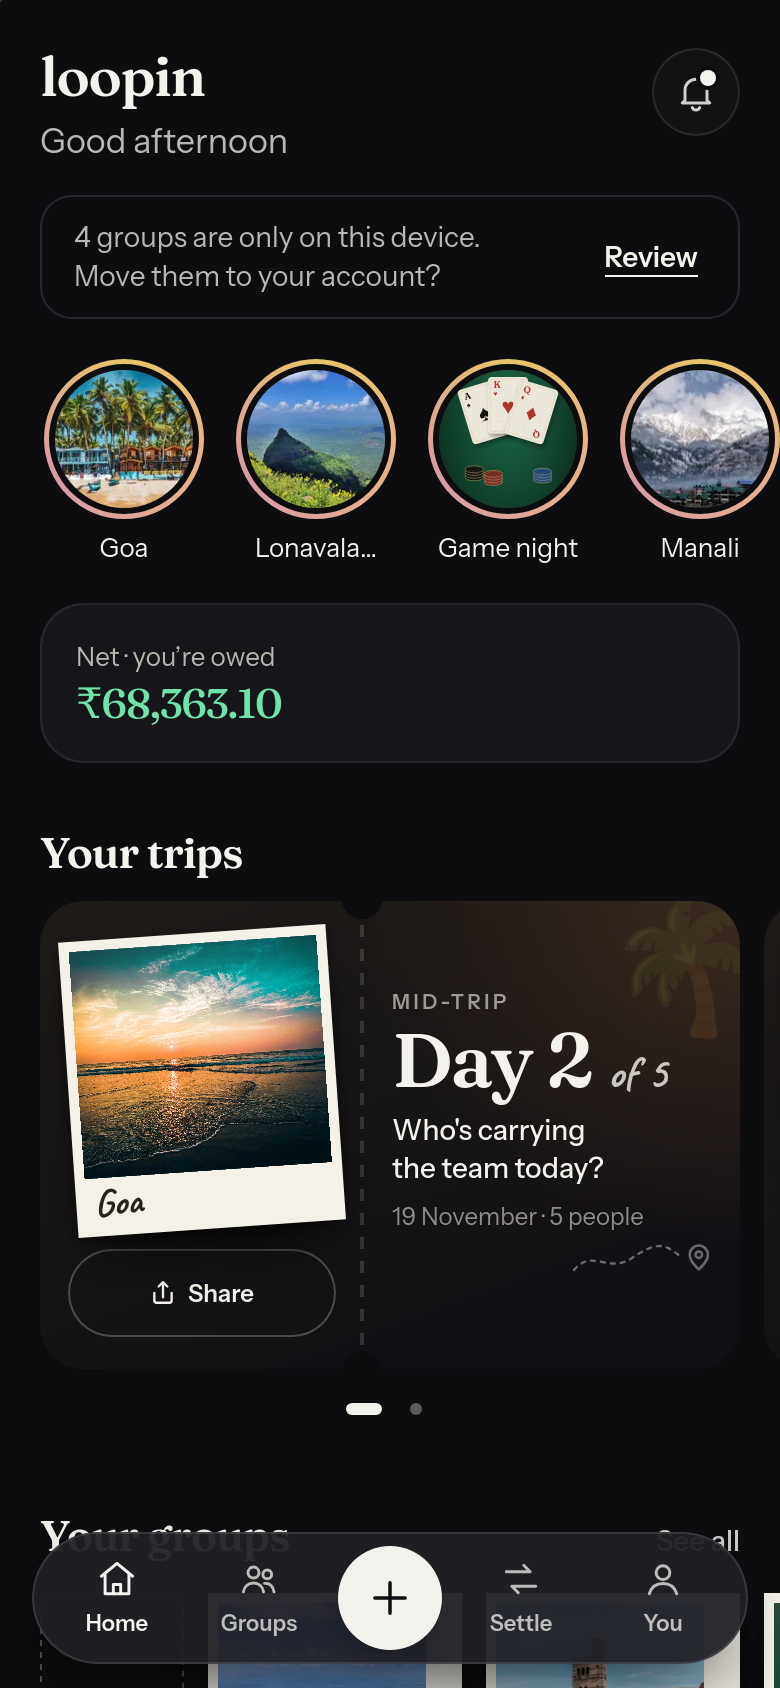 loopin
Good afternoon
4 groups are only on this device.
Move them to your account?
Review
A
K
Q
Q
Goa
Lonavala...
Game night
Manali
Net · you’re owed
₹68,363.10
Your trips
Goa
Share
MID-TRIP
Day 2 of 5
Who's carrying
the team today?
19 November · 5 people
Your groups
See all
Home
Groups
Settle
You